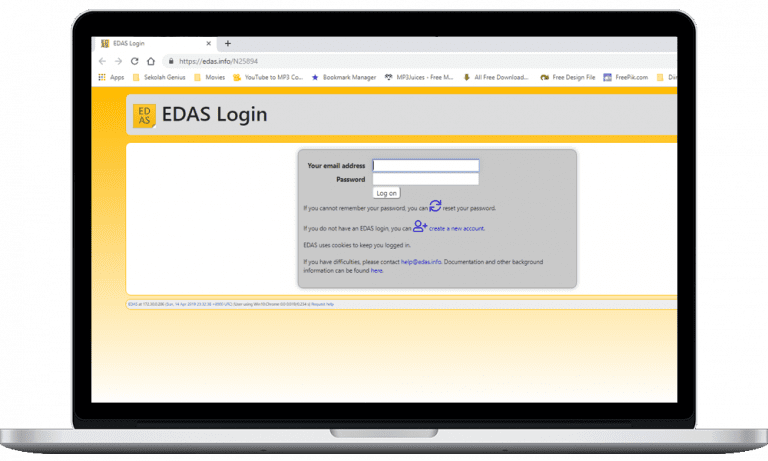 EDAS Login
https://edas.info/N25894
Apps Sekolah Genius Movies YouTube to MP3 Co... Bookmark Manager MP3Juices - Free M... All Free Download... Free Design File FreePik.com
ED
AS
EDAS Login
Your email address
Password
Log on
If you cannot remember your password, you can reset your password.
If you do not have an EDAS login, you can create a new account.
EDAS uses cookies to keep you logged in.
If you have difficulties, please contact help@edas.info. Documentation and other background
information can be found here.